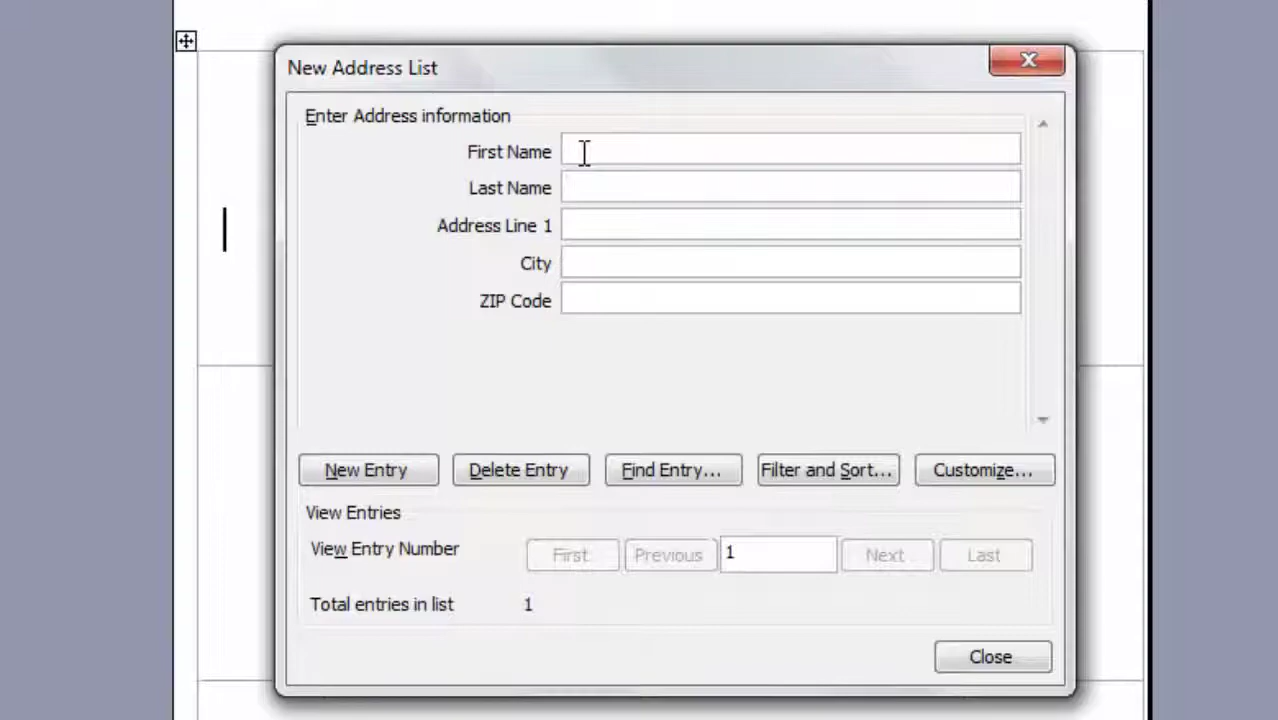 New Address List
Enter Address information
First Name
Last Name
Address Line 1
City
ZIP Code
New Entry Delete Entry Find Entry... Filter and Sort... Customize...
View Entries
View Entry Number First Previous 1 Next Last
Total entries in list 1
Close